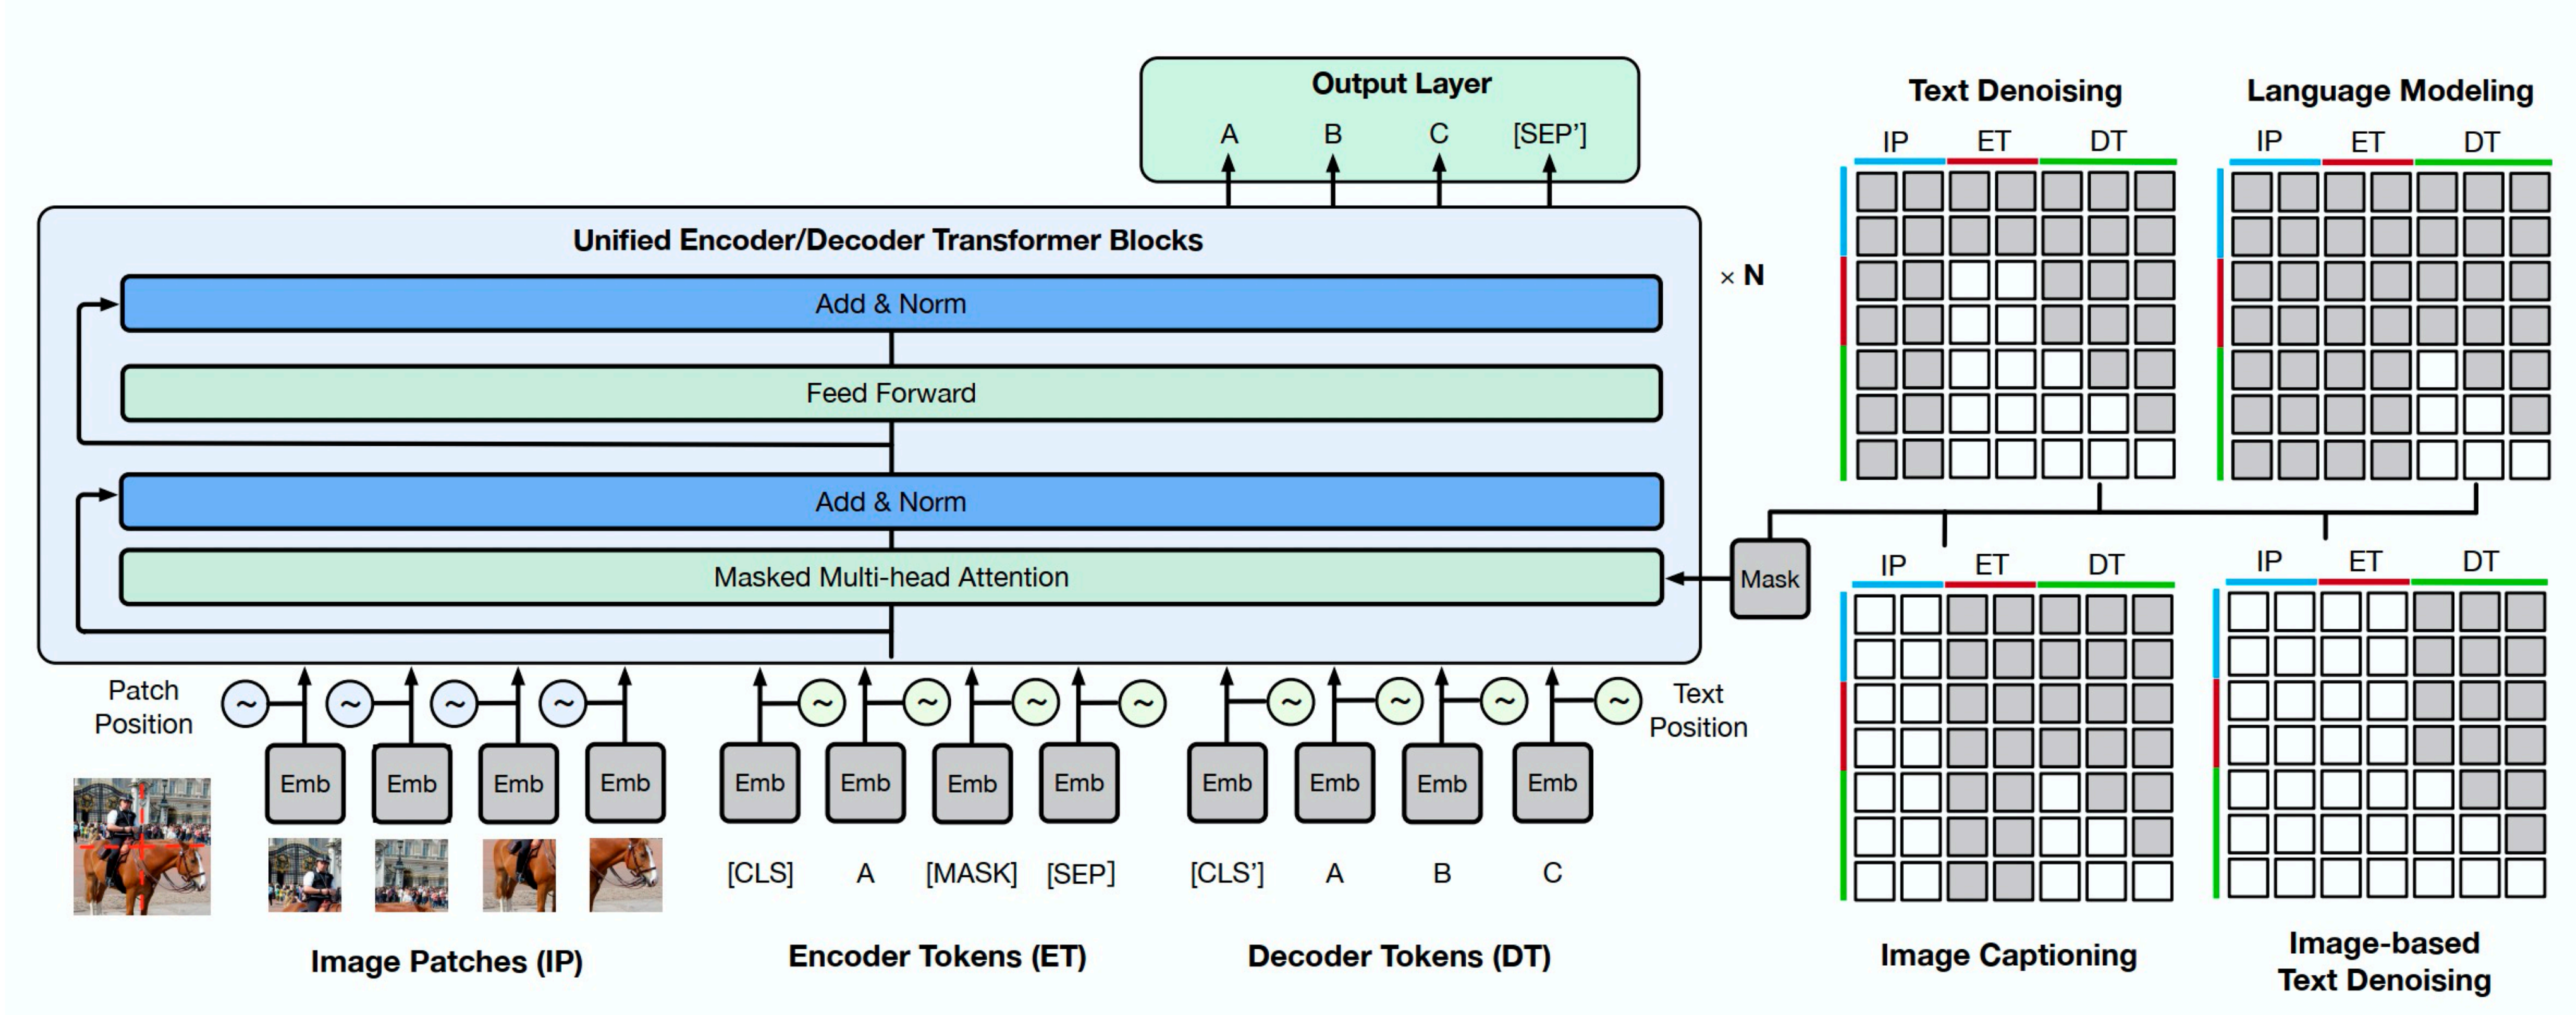 Output Layer
A B C [SEP’]
Unified Encoder/Decoder Transformer Blocks
× N
Add & Norm
Feed Forward
Add & Norm
Masked Multi-head Attention
Mask
Patch
Position
~ ~ ~ ~ ~ ~ ~ ~ ~ ~ ~ ~
Text
Position
Emb Emb Emb Emb Emb Emb Emb Emb Emb Emb Emb Emb
[CLS] A [MASK] [SEP] [CLS’] A B C
Image Patches (IP)
Encoder Tokens (ET)
Decoder Tokens (DT)
Text Denoising
IP ET DT
Language Modeling
IP ET DT
IP ET DT
Image Captioning
IP ET DT
Image-based
Text Denoising